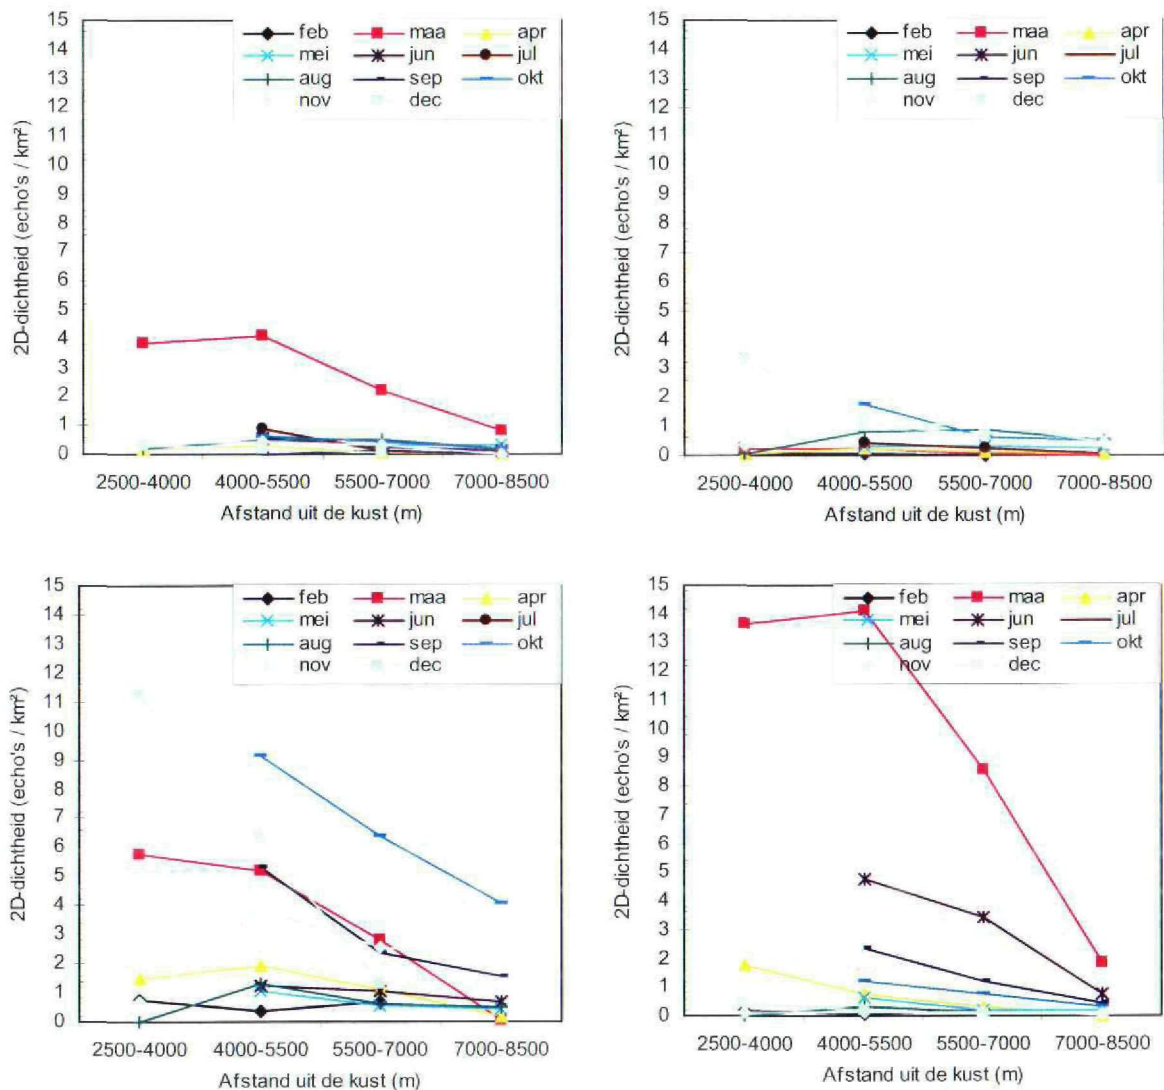 2D-dichtheid (echo's / km²)
15
14
13
12
11
10
9
8
7
6
5
4
3
2
1
0
feb maa apr
mei jun jul
aug sep okt
nov dec
2500-4000 4000-5500 5500-7000 7000-8500
Afstand uit de kust (m)
2D-dichtheid (echo's / km²)
15
14
13
12
11
10
9
8
7
6
5
4
3
2
1
0
feb maa apr
mei jun jul
aug sep okt
nov dec
2500-4000 4000-5500 5500-7000 7000-8500
Afstand uit de kust (m)
2D-dichtheid (echo's / km²)
15
14
13
12
11
10
9
8
7
6
5
4
3
2
1
0
feb maa apr
mei jun jul
aug sep okt
nov dec
2500-4000 4000-5500 5500-7000 7000-8500
Afstand uit de kust (m)
2D-dichtheid (echo's / km²)
15
14
13
12
11
10
9
8
7
6
5
4
3
2
1
0
feb maa apr
mei jun jul
aug sep okt
nov dec
2500-4000 4000-5500 5500-7000 7000-8500
Afstand uit de kust (m)